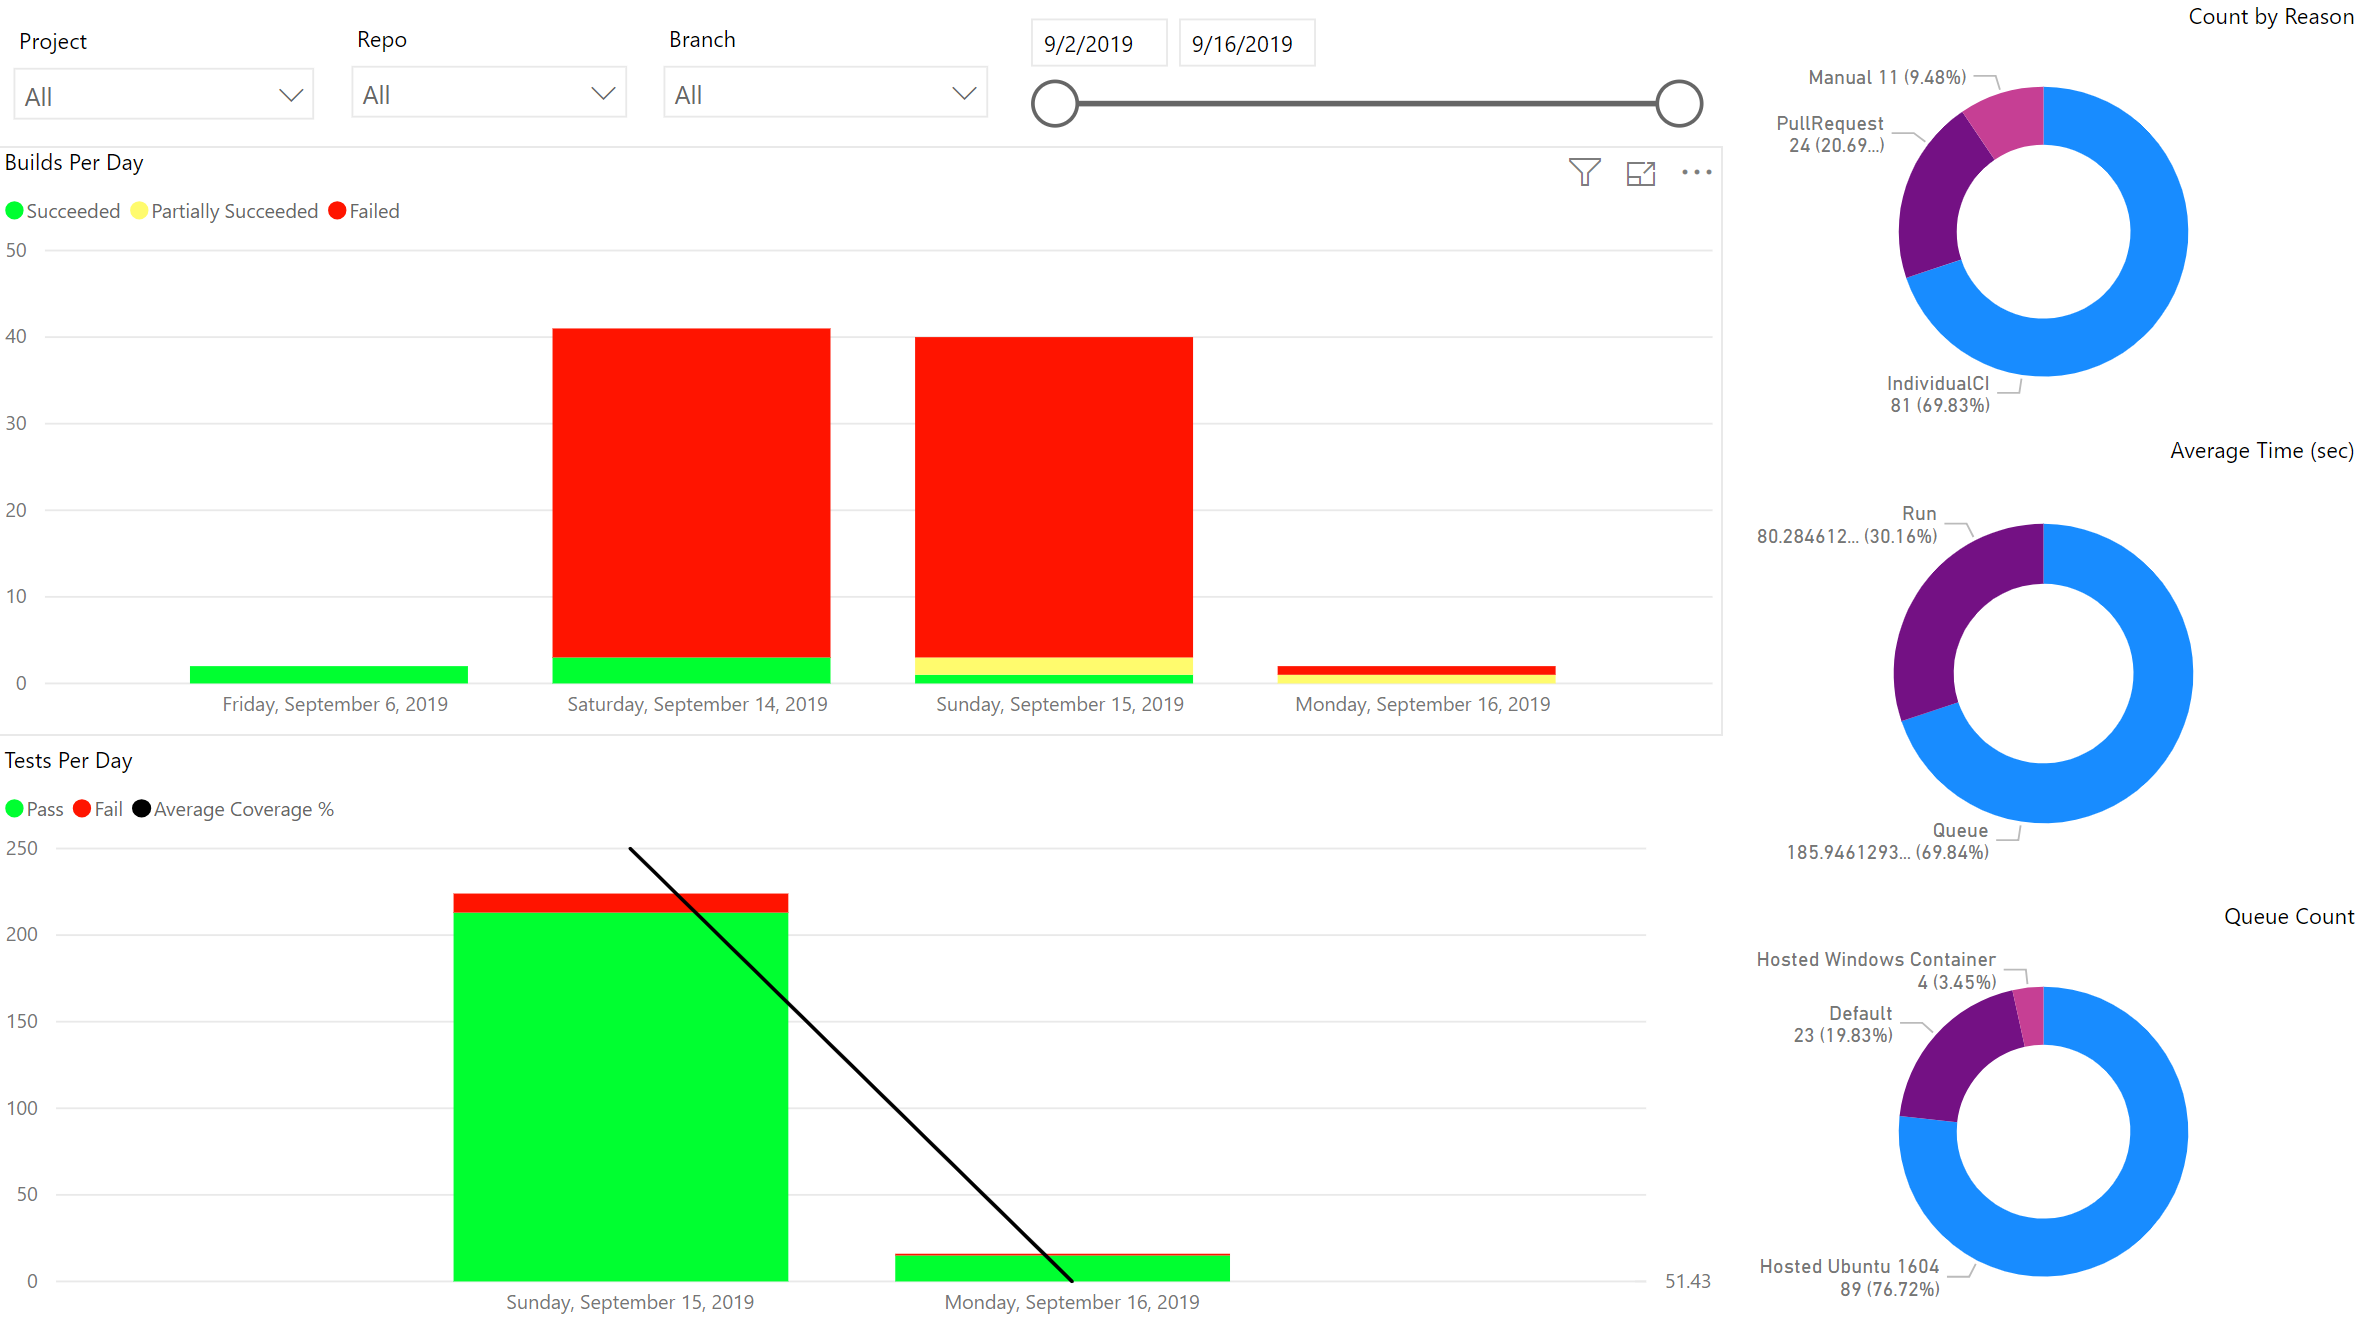 Project
All
Repo
All
Branch
All
9/2/2019
9/16/2019
Builds Per Day
Succeeded Partially Succeeded Failed
50
40
30
20
10
0
Friday, September 6, 2019
Saturday, September 14, 2019
Sunday, September 15, 2019
Monday, September 16, 2019
Tests Per Day
Pass Fail Average Coverage %
250
200
150
100
50
0
51.43
Sunday, September 15, 2019
Monday, September 16, 2019
Count by Reason
Manual 11 (9.48%)
PullRequest
24 (20.69...)
IndividualCI
81 (69.83%)
Average Time (sec)
Run
80.284612... (30.16%)
Queue
185.9461293... (69.84%)
Queue Count
Hosted Windows Container
4 (3.45%)
Default
23 (19.83%)
Hosted Ubuntu 1604
89 (76.72%)